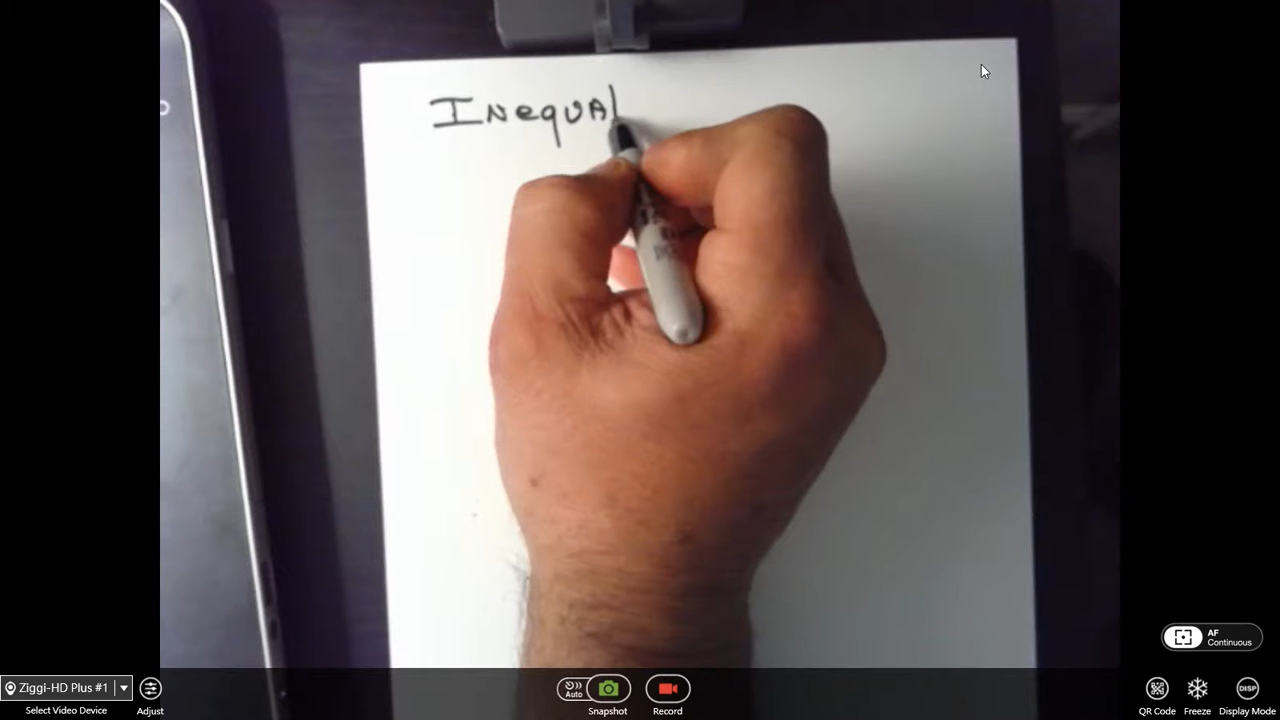 Inequal
AF
Continuous
Ziggi-HD Plus #1
Select Video Device
Adjust
Auto
Snapshot
Record
QR Code
Freeze
DISP
Display Mode